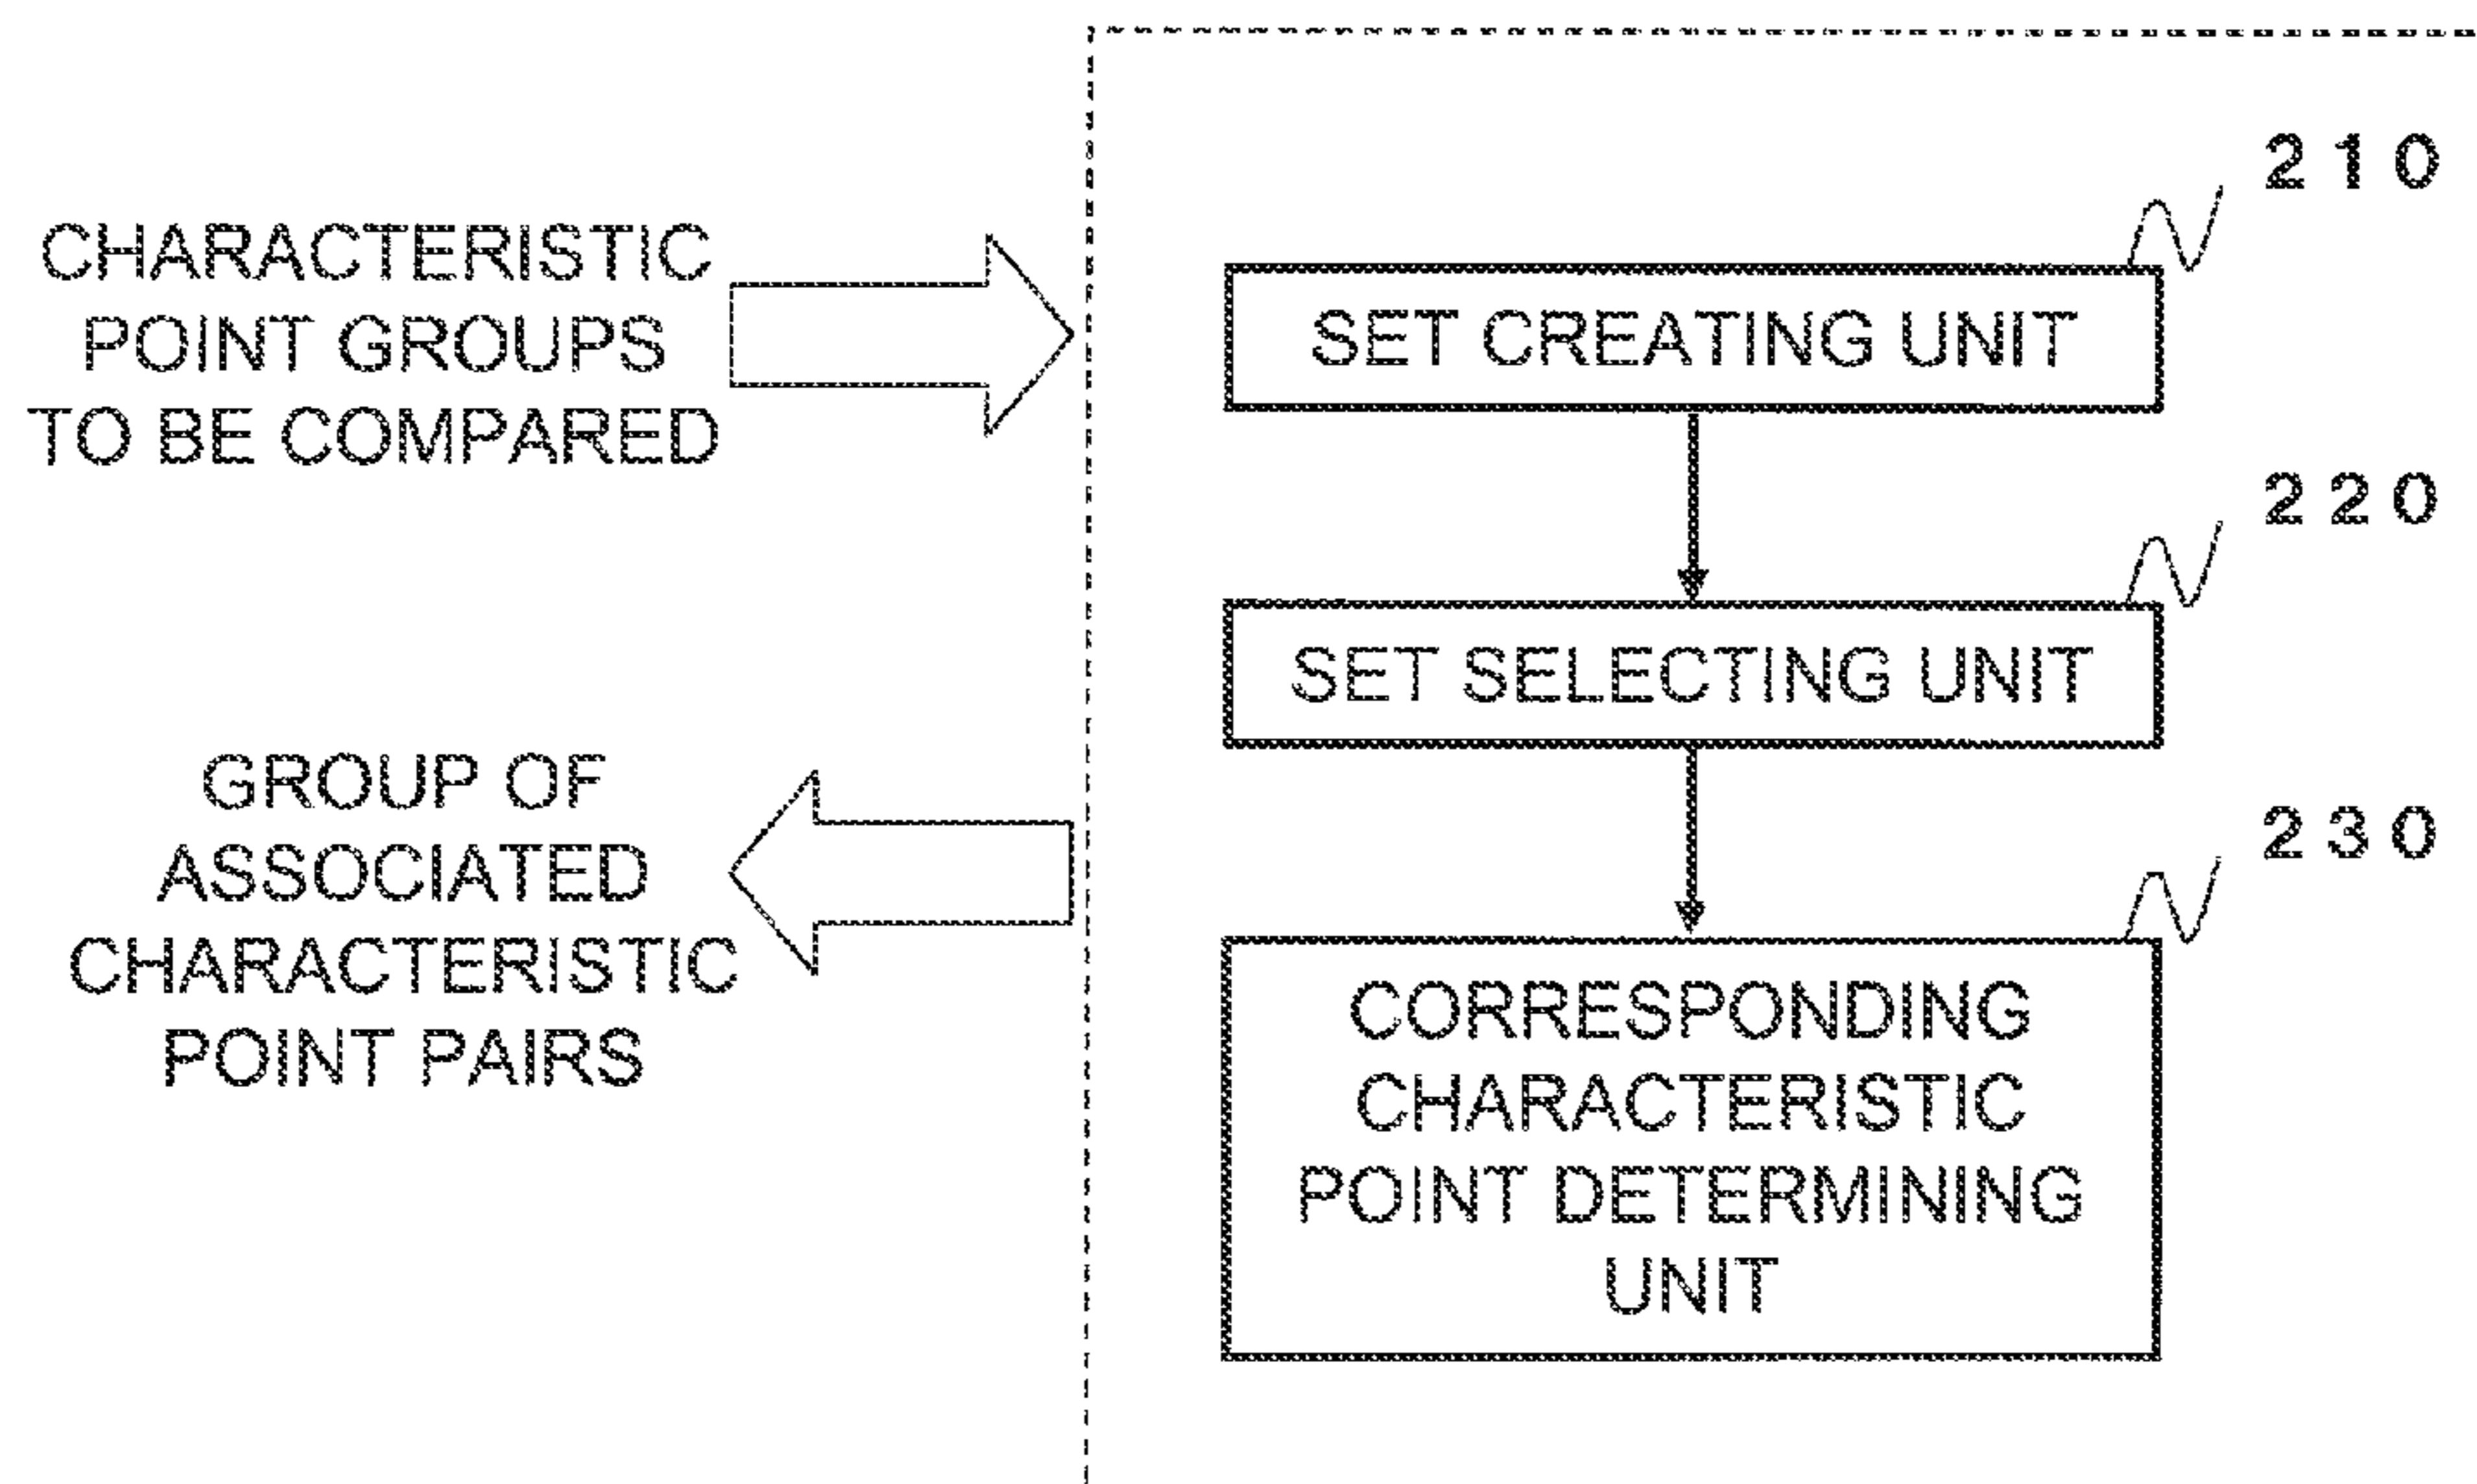 CHARACTERISTIC
POINT GROUPS
TO BE COMPARED
GROUP OF
ASSOCIATED
CHARACTERISTIC
POINT PAIRS
210
SET CREATING UNIT
220
SET SELECTING UNIT
230
CORRESPONDING
CHARACTERISTIC
POINT DETERMINING
UNIT